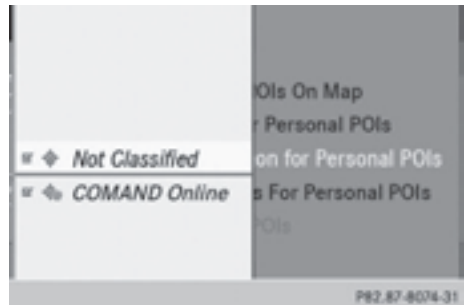 POIs On Map
Personal POIs
Not Classified on for Personal POIs
COMAND Online s For Personal POIs
POIs
P82.87-8074-31